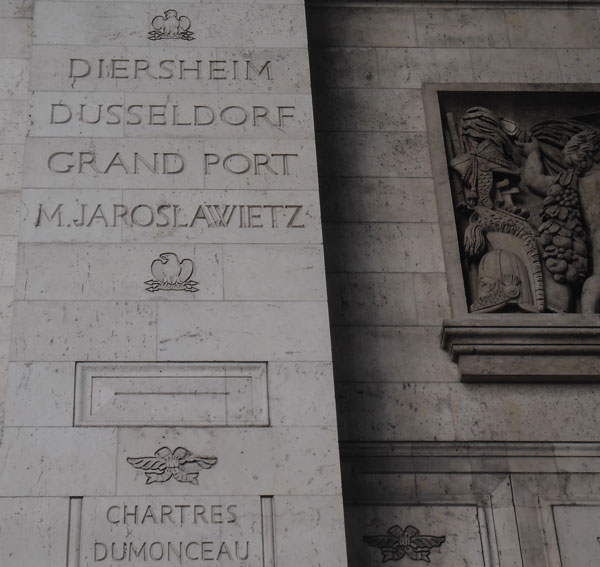 DIERSHEIM
DUSSELDORF
GRAND PORT
M.JAROSLAWIETZ
CHARTRES
DUMONCEAU